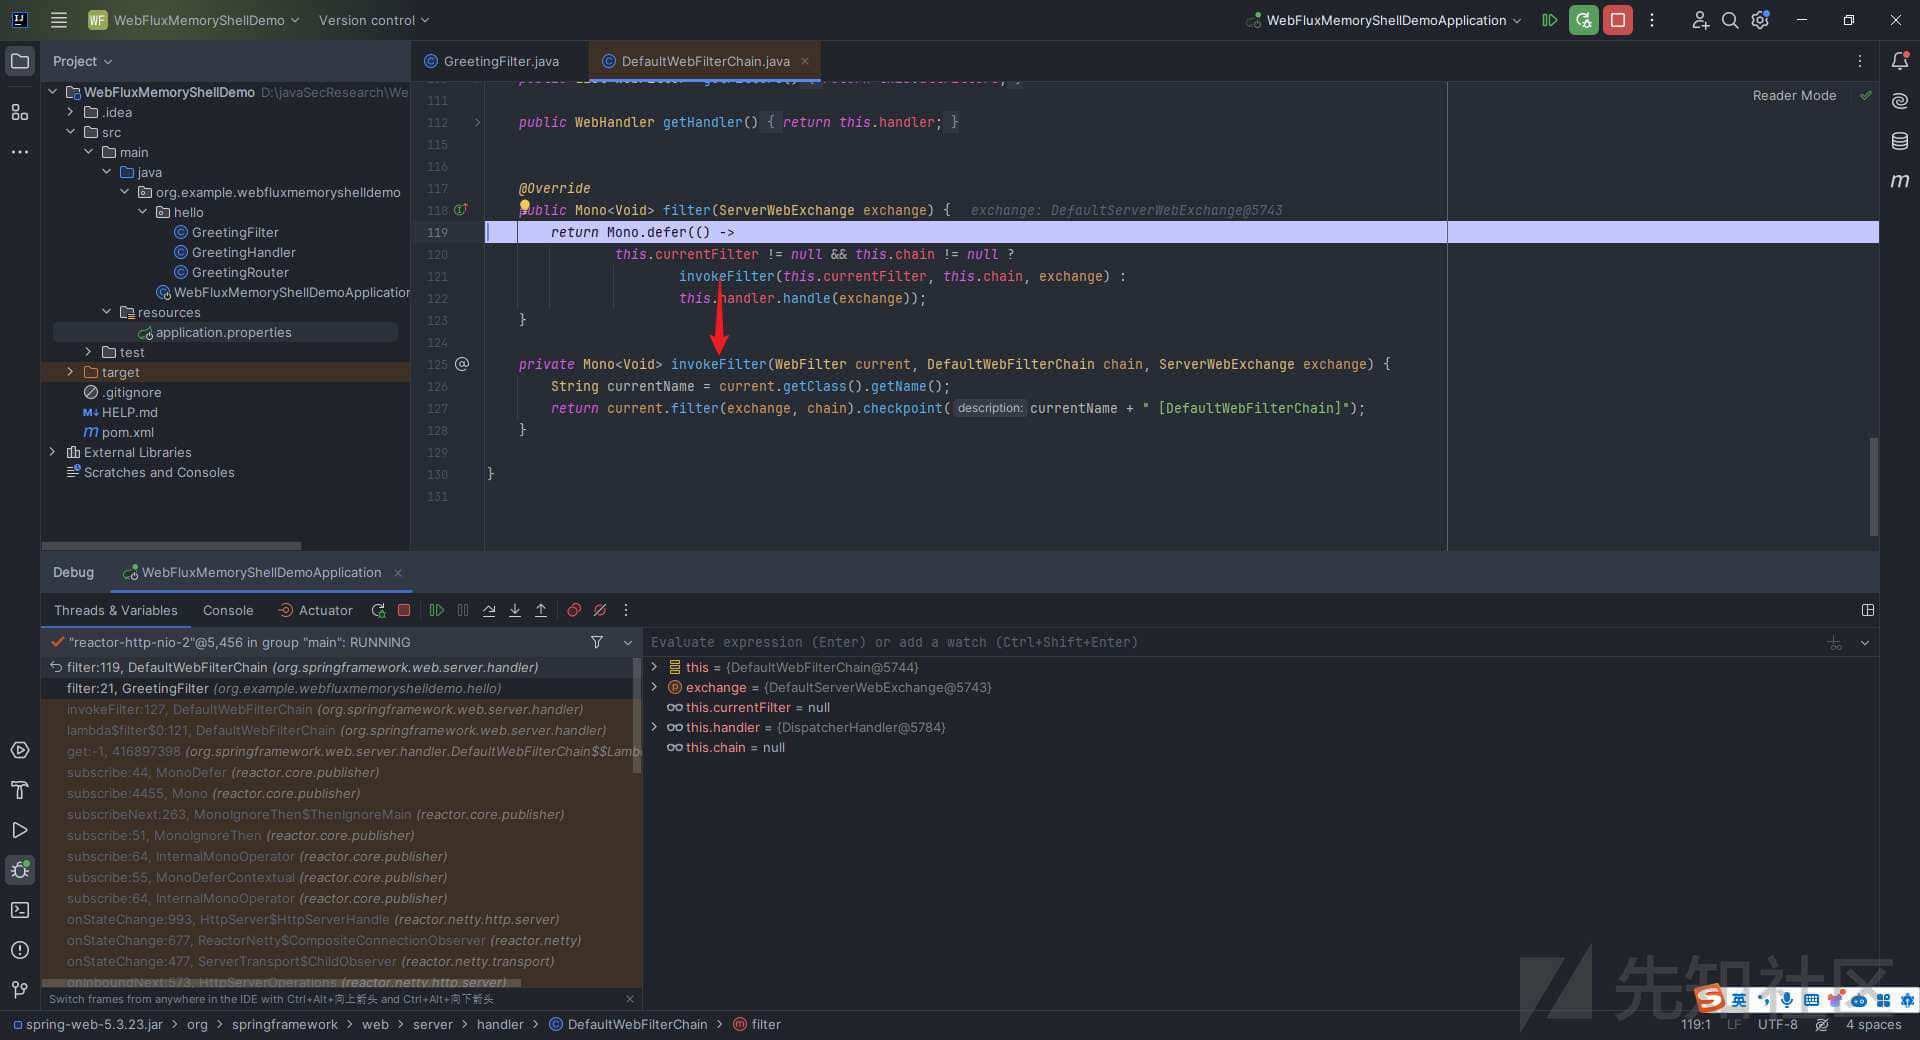 WF WebFluxMemoryShellDemo Version control WebFluxMemoryShellDemoApplication
Project
GreetingFilter.java DefaultWebFilterChain.java
WebFluxMemoryShellDemo D:\javaSecResearch\We
.idea
src
main
java
org.example.webfluxmemoryshelldemo
hello
GreetingFilter
GreetingHandler
GreetingRouter
WebFluxMemoryShellDemoApplication
resources
application.properties
test
target
.gitignore
HELP.md
pom.xml
External Libraries
Scratches and Consoles
Reader Mode
111
112 public WebHandler getHandler() { return this.handler; }
115
116
117 @Override
118 public Mono<Void> filter(ServerWebExchange exchange) { exchange: DefaultServerWebExchange@5743
119 return Mono.defer(() ->
120 this.currentFilter != null && this.chain != null ?
121 invokeFilter(this.currentFilter, this.chain, exchange) :
122 this.handler.handle(exchange));
123 }
124
125 private Mono<Void> invokeFilter(WebFilter current, DefaultWebFilterChain chain, ServerWebExchange exchange) {
126 String currentName = current.getClass().getName();
127 return current.filter(exchange, chain).checkpoint( description: currentName + " [DefaultWebFilterChain]");
128 }
129
130 }
131
Debug WebFluxMemoryShellDemoApplication
Threads & Variables Console Actuator
"reactor-http-nio-2"@5,456 in group "main": RUNNING
filter:119, DefaultWebFilterChain (org.springframework.web.server.handler)
filter:21, GreetingFilter (org.example.webfluxmemoryshelldemo.hello)
invokeFilter:127, DefaultWebFilterChain (org.springframework.web.server.handler)
lambda$filter$0:121, DefaultWebFilterChain (org.springframework.web.server.handler)
get:-1, 416897398 (org.springframework.web.server.handler.DefaultWebFilterChain$$Lamb
subscribe:44, MonoDefer (reactor.core.publisher)
subscribe:4455, Mono (reactor.core.publisher)
subscribeNext:263, MonoIgnoreThen$ThenIgnoreMain (reactor.core.publisher)
subscribe:51, MonoIgnoreThen (reactor.core.publisher)
subscribe:64, InternalMonoOperator (reactor.core.publisher)
subscribe:55, MonoDeferContextual (reactor.core.publisher)
subscribe:64, InternalMonoOperator (reactor.core.publisher)
onStateChange:993, HttpServer$HttpServerHandle (reactor.netty.http.server)
onStateChange:677, ReactorNetty$CompositeConnectionObserver (reactor.netty)
onStateChange:477, ServerTransport$ChildObserver (reactor.netty.transport)
onInboundNext:573, HttpServerOperations (reactor.netty.http.server)
Switch frames from anywhere in the IDE with Ctrl+Alt+向上箭头 and Ctrl+Alt+向下箭头
Evaluate expression (Enter) or add a watch (Ctrl+Shift+Enter)
this = {DefaultWebFilterChain@5744}
exchange = {DefaultServerWebExchange@5743}
this.currentFilter = null
this.handler = {DispatcherHandler@5784}
this.chain = null
先知社区
英
spring-web-5.3.23.jar > org > springframework > web > server > handler > DefaultWebFilterChain > filter
119:1 LF UTF-8 4 spaces